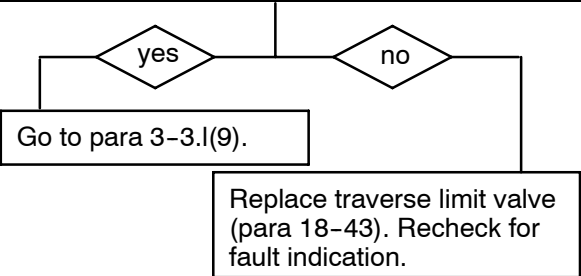 yes
no
Go to para 3-3.l(9).
Replace traverse limit valve
(para 18-43). Recheck for
fault indication.